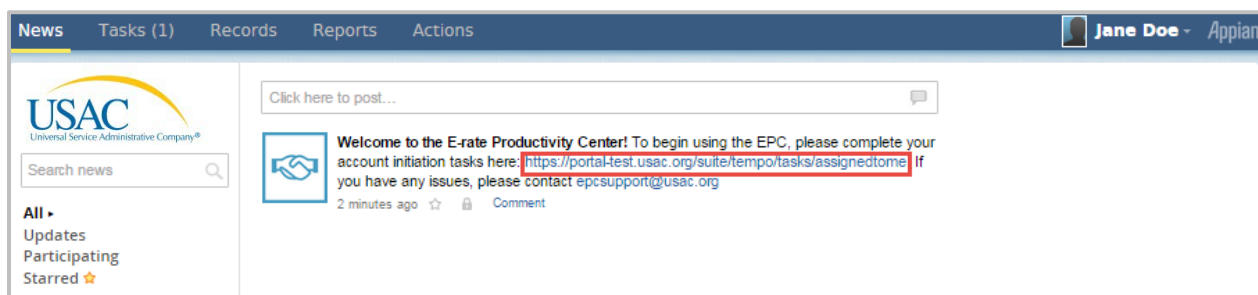 News Tasks (1) Records Reports Actions Jane Doe Appian
USAC
Universal Service Administrative Company®
Search news
All
Updates
Participating
Starred
Click here to post...
Welcome to the E-rate Productivity Center! To begin using the EPC, please complete your
account initiation tasks here: https://portal-test.usac.org/suite/tempo/tasks/assignedtome. If
you have any issues, please contact epcsupport@usac.org
2 minutes ago Comment